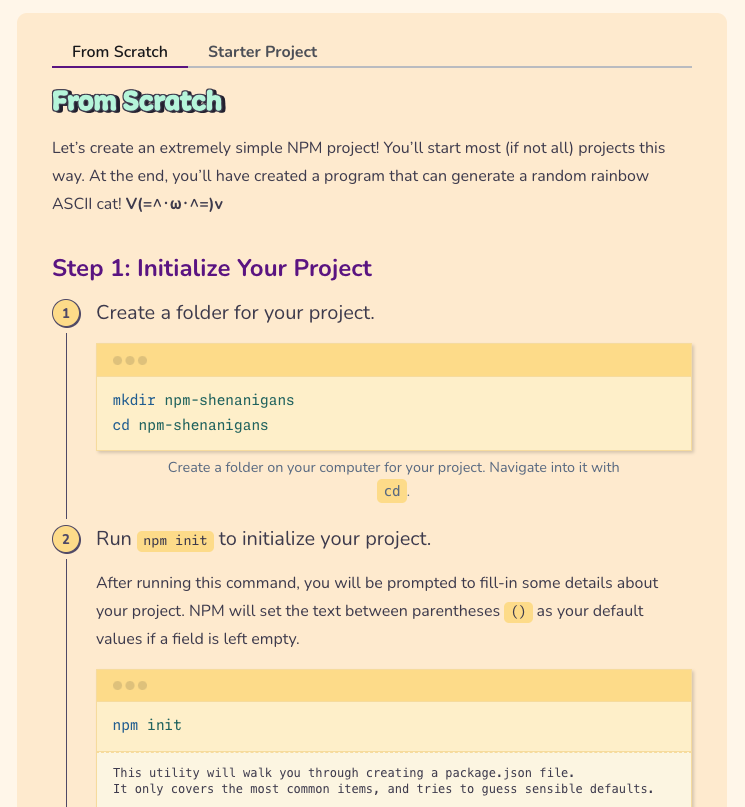 From Scratch
Starter Project
From Scratch
Let's create an extremely simple NPM project! You'll start most (if not all) projects this
way. At the end, you'll have created a program that can generate a random rainbow
ASCII cat! V(=^・ω・^=)v
Step 1: Initialize Your Project
1 Create a folder for your project.
mkdir npm-shenanigans
cd npm-shenanigans
Create a folder on your computer for your project. Navigate into it with
cd.
2 Run npm init to initialize your project.
After running this command, you will be prompted to fill-in some details about
your project. NPM will set the text between parentheses () as your default
values if a field is left empty.
npm init
This utility will walk you through creating a package.json file.
It only covers the most common items, and tries to guess sensible defaults.